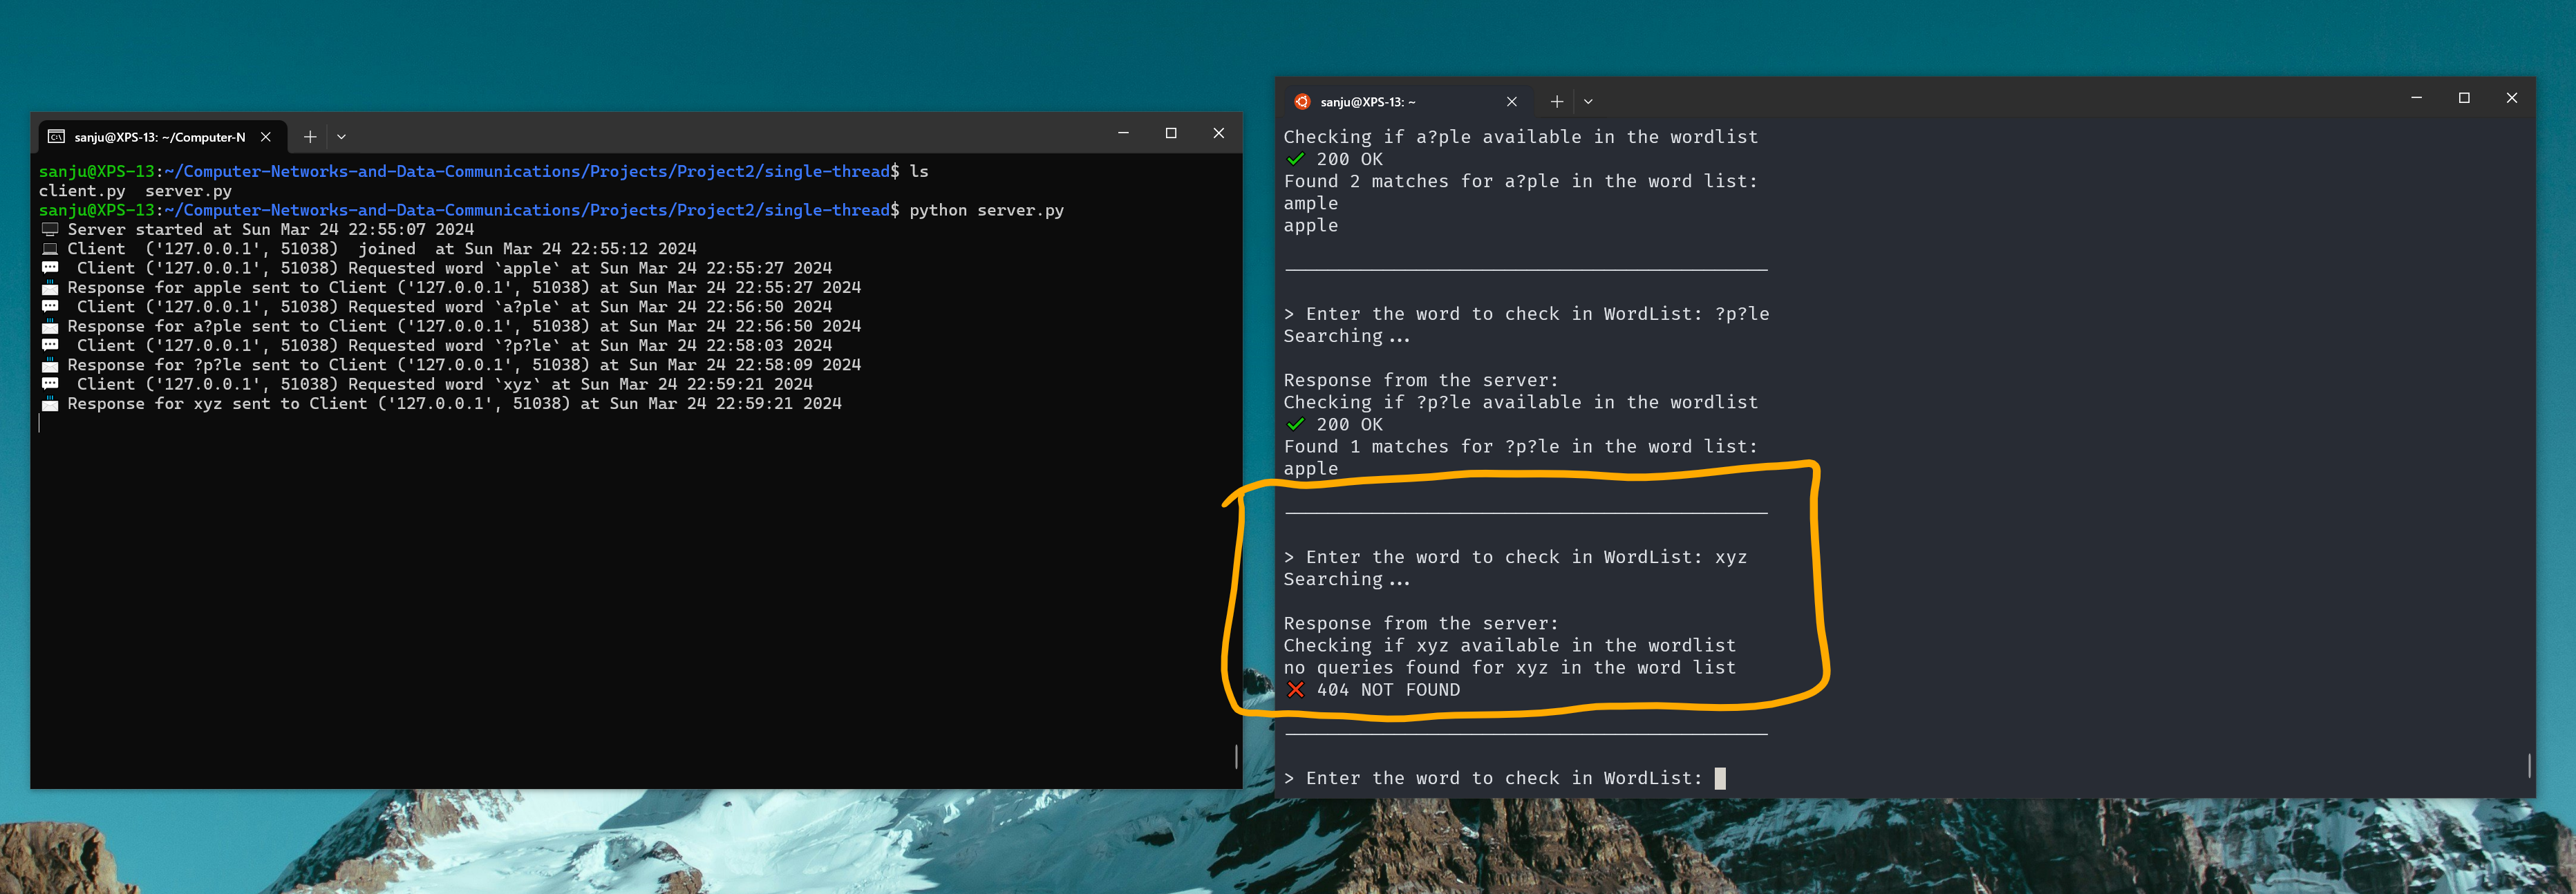 sanju@XPS-13: ~/Computer-N
sanju@XPS-13:~/Computer-Networks-and-Data-Communications/Projects/Project2/single-thread$ ls
client.py  server.py
sanju@XPS-13:~/Computer-Networks-and-Data-Communications/Projects/Project2/single-thread$ python server.py
Server started at Sun Mar 24 22:55:07 2024
Client  ('127.0.0.1', 51038)  joined  at Sun Mar 24 22:55:12 2024
Client ('127.0.0.1', 51038) Requested word `apple` at Sun Mar 24 22:55:27 2024
Response for apple sent to Client ('127.0.0.1', 51038) at Sun Mar 24 22:55:27 2024
Client ('127.0.0.1', 51038) Requested word `a?ple` at Sun Mar 24 22:56:50 2024
Response for a?ple sent to Client ('127.0.0.1', 51038) at Sun Mar 24 22:56:50 2024
Client ('127.0.0.1', 51038) Requested word `?p?le` at Sun Mar 24 22:58:03 2024
Response for ?p?le sent to Client ('127.0.0.1', 51038) at Sun Mar 24 22:58:09 2024
Client ('127.0.0.1', 51038) Requested word `xyz` at Sun Mar 24 22:59:21 2024
Response for xyz sent to Client ('127.0.0.1', 51038) at Sun Mar 24 22:59:21 2024
sanju@XPS-13: ~
Checking if a?ple available in the wordlist
✔ 200 OK
Found 2 matches for a?ple in the word list:
ample
apple
> Enter the word to check in WordList: ?p?le
Searching...
Response from the server:
Checking if ?p?le available in the wordlist
✔ 200 OK
Found 1 matches for ?p?le in the word list:
apple
> Enter the word to check in WordList: xyz
Searching...
Response from the server:
Checking if xyz available in the wordlist
no queries found for xyz in the word list
❌ 404 NOT FOUND
> Enter the word to check in WordList: